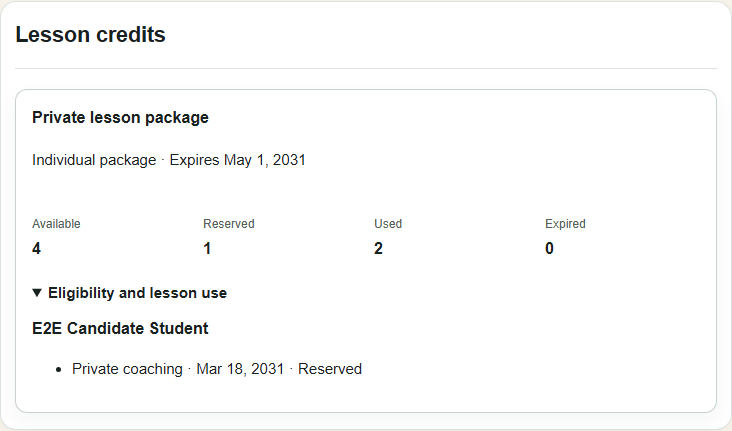 Lesson credits
Private lesson package
Individual package · Expires May 1, 2031
Available Reserved Used Expired
4 1 2 0
▼ Eligibility and lesson use
E2E Candidate Student
• Private coaching · Mar 18, 2031 · Reserved